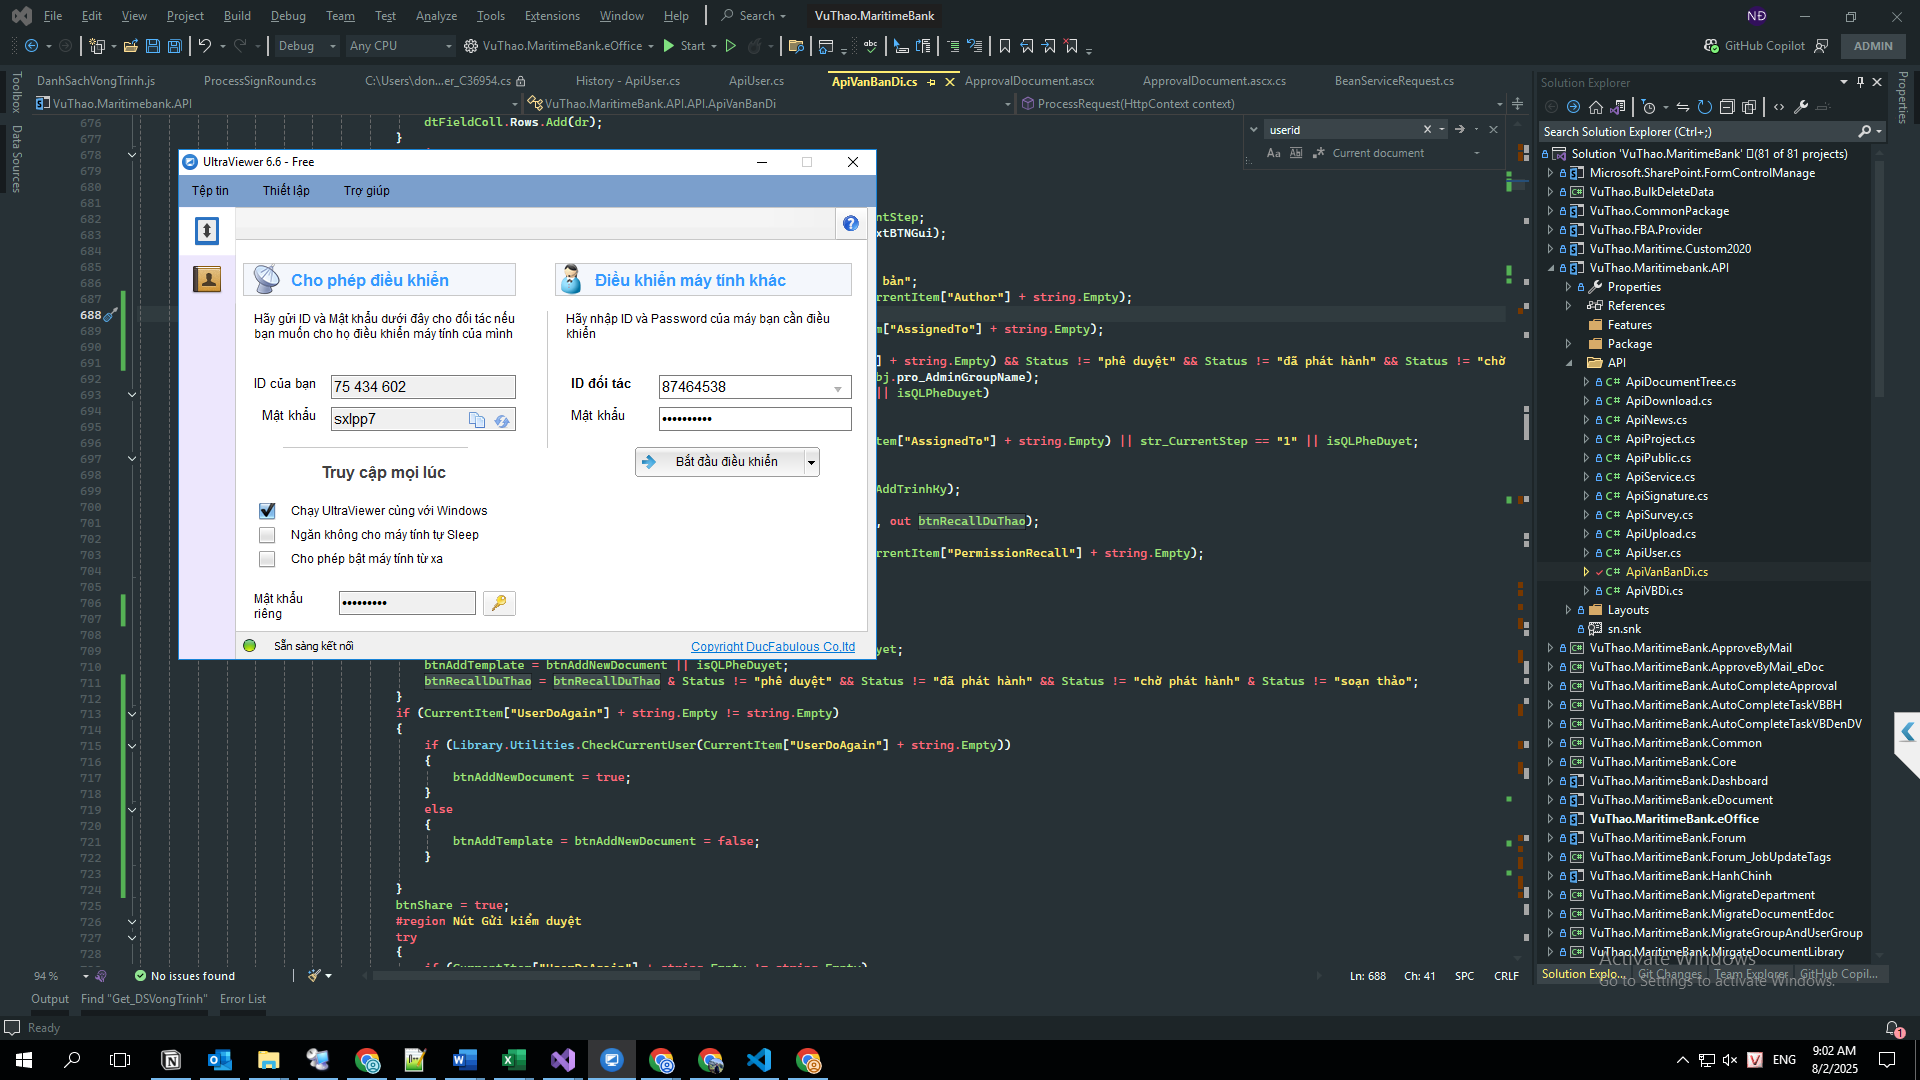 File Edit View Project Build Debug Team Test Analyze Tools Extensions Window Help Search VuThao.MaritimeBank NĐ
Debug Any CPU VuThao.MaritimeBank.eOffice Start GitHub Copilot ADMIN
DanhSachVongTrinh.js ProcessSignRound.cs C:\Users\don...er_C36954.cs History - ApiUser.cs ApiUser.cs ApiVanBanDi.cs ApprovalDocument.ascx ApprovalDocument.ascx.cs BeanServiceRequest.cs
VuThao.Maritimebank.API VuThao.MaritimeBank.API.API.ApiVanBanDi ProcessRequest(HttpContext context)
Toolbox
Data Sources
676 dtFieldColl.Rows.Add(dr);
677 }
678
679
680
681
682 ntStep;
683 xtBTNGui);
684
685
686 bản";
687 rrentItem["Author"] + string.Empty);
688
689 m["AssignedTo"] + string.Empty);
690
691 ] + string.Empty) && Status != "phê duyệt" && Status != "đã phát hành" && Status != "chờ
692 bj.pro_AdminGroupName);
693 || isQLPheDuyet)
694
695
696 tem["AssignedTo"] + string.Empty) || str_CurrentStep == "1" || isQLPheDuyet;
697
698
699 AddTrinhKy);
700
701 , out btnRecallDuThao);
702
703 rrentItem["PermissionRecall"] + string.Empty);
704
705
706
707
708
709 yet;
710 btnAddTemplate = btnAddNewDocument || isQLPheDuyet;
711 btnRecallDuThao = btnRecallDuThao & Status != "phê duyệt" && Status != "đã phát hành" && Status != "chờ phát hành" & Status != "soạn thảo";
712 }
713 if (CurrentItem["UserDoAgain"] + string.Empty != string.Empty)
714 {
715 if (Library.Utilities.CheckCurrentUser(CurrentItem["UserDoAgain"] + string.Empty))
716 {
717 btnAddNewDocument = true;
718 }
719 else
720 {
721 btnAddTemplate = btnAddNewDocument = false;
722 }
723
724 }
725 btnShare = true;
726 #region Nút Gửi kiểm duyệt
727 try
728 {
if (CurrentItem["UserDoAgain"] + string.Empty != string.Empty)
userid
Aa Current document
UltraViewer 6.6 - Free
Tệp tin Thiết lập Trợ giúp
Cho phép điều khiển
Hãy gửi ID và Mật khẩu dưới đây cho đối tác nếu
bạn muốn cho họ điều khiển máy tính của mình
ID của bạn 75 434 602
Mật khẩu sxlpp7
Truy cập mọi lúc
Chạy UltraViewer cùng với Windows
Ngăn không cho máy tính tự Sleep
Cho phép bật máy tính từ xa
Mật khẩu
riêng
•••••••••
Điều khiển máy tính khác
Hãy nhập ID và Password của máy bạn cần điều
khiển
ID đối tác 87464538
Mật khẩu ••••••••••
Bắt đầu điều khiển
Sẵn sàng kết nối Copyright DucFabulous Co,ltd
94 % No issues found Ln: 688 Ch: 41 SPC CRLF
Output Find "Get_DSVongTrinh" Error List
Ready
Solution Explorer
Search Solution Explorer (Ctrl+;)
Solution 'VuThao.MaritimeBank' (81 of 81 projects)
Microsoft.SharePoint.FormControlManage
VuThao.BulkDeleteData
VuThao.CommonPackage
VuThao.FBA.Provider
VuThao.Maritime.Custom2020
VuThao.Maritimebank.API
Properties
References
Features
Package
API
C# ApiDocumentTree.cs
C# ApiDownload.cs
C# ApiNews.cs
C# ApiProject.cs
C# ApiPublic.cs
C# ApiService.cs
C# ApiSignature.cs
C# ApiSurvey.cs
C# ApiUpload.cs
C# ApiUser.cs
C# ApiVanBanDi.cs
C# ApiVBDi.cs
Layouts
sn.snk
VuThao.MaritimeBank.ApproveByMail
VuThao.MaritimeBank.ApproveByMail_eDoc
VuThao.MaritimeBank.AutoCompleteApproval
VuThao.MaritimeBank.AutoCompleteTaskVBBH
VuThao.MaritimeBank.AutoCompleteTaskVBDenDV
VuThao.MaritimeBank.Common
VuThao.MaritimeBank.Core
VuThao.MaritimeBank.Dashboard
VuThao.MaritimeBank.eDocument
VuThao.MaritimeBank.eOffice
VuThao.MaritimeBank.Forum
VuThao.MaritimeBank.Forum_JobUpdateTags
VuThao.MaritimeBank.HanhChinh
VuThao.MaritimeBank.MigrateDepartment
VuThao.MaritimeBank.MigrateDocumentEdoc
VuThao.MaritimeBank.MigrateGroupAndUserGroup
VuThao.MaritimeBank.MirgateDocumentLibrary
Solution Explo... Git Changes Team Explorer GitHub Copil...
Activate Windows
Go to Settings to activate Windows.
Properties
1
ENG 9:02 AM
8/2/2025